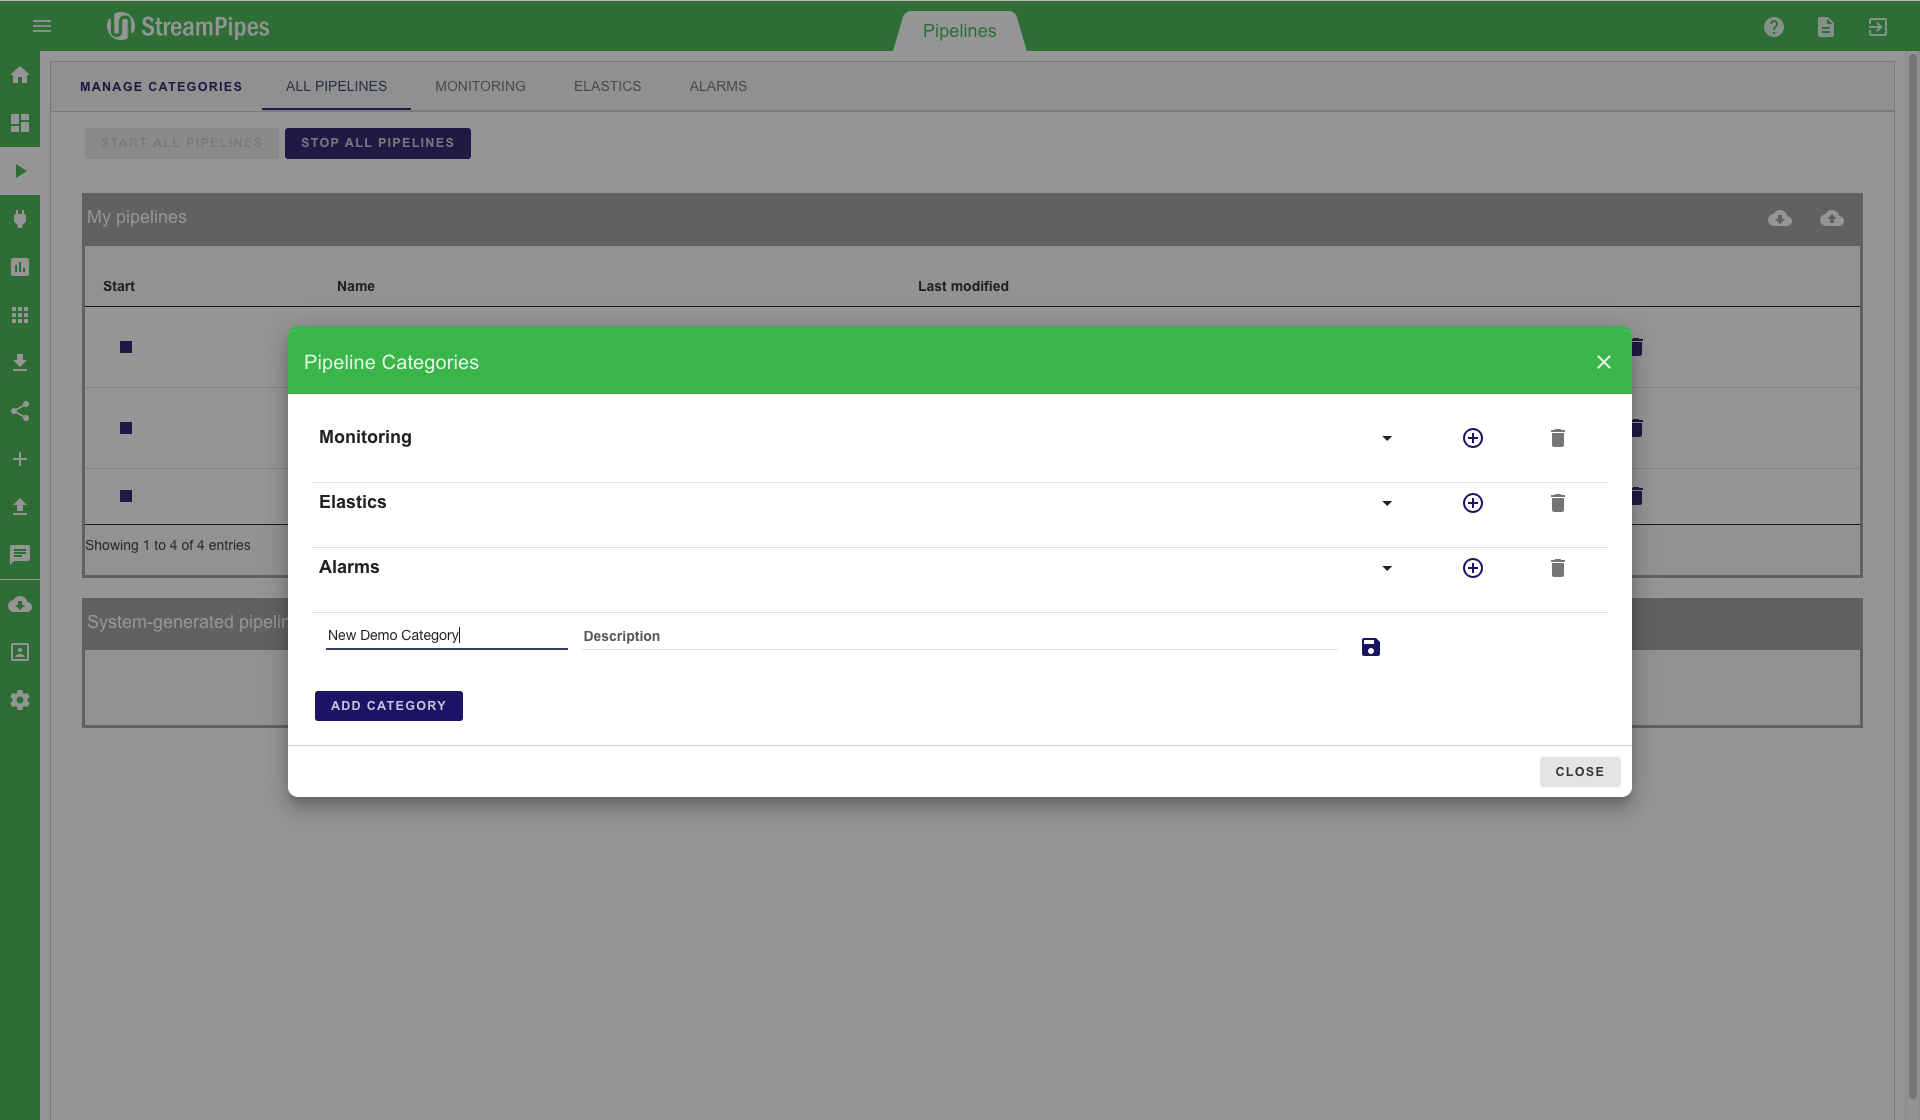 StreamPipes
Pipelines
MANAGE CATEGORIES
ALL PIPELINES
MONITORING
ELASTICS
ALARMS
START ALL PIPELINES
STOP ALL PIPELINES
My pipelines
Start
Name
Last modified
Pipeline Categories
Monitoring
Elastics
Alarms
New Demo Category
Description
ADD CATEGORY
CLOSE
Showing 1 to 4 of 4 entries
System-generated pipelin